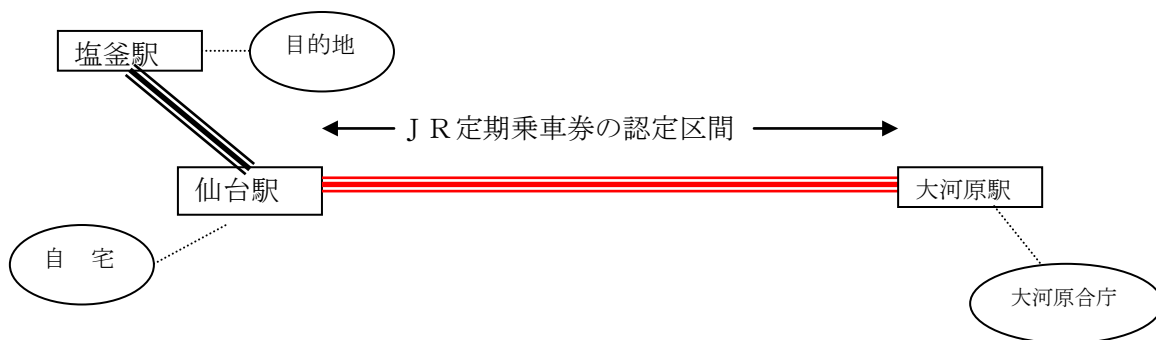 塩釜駅
目的地
ＪＲ定期乗車券の認定区間
仙台駅
大河原駅
自　宅
大河原合庁